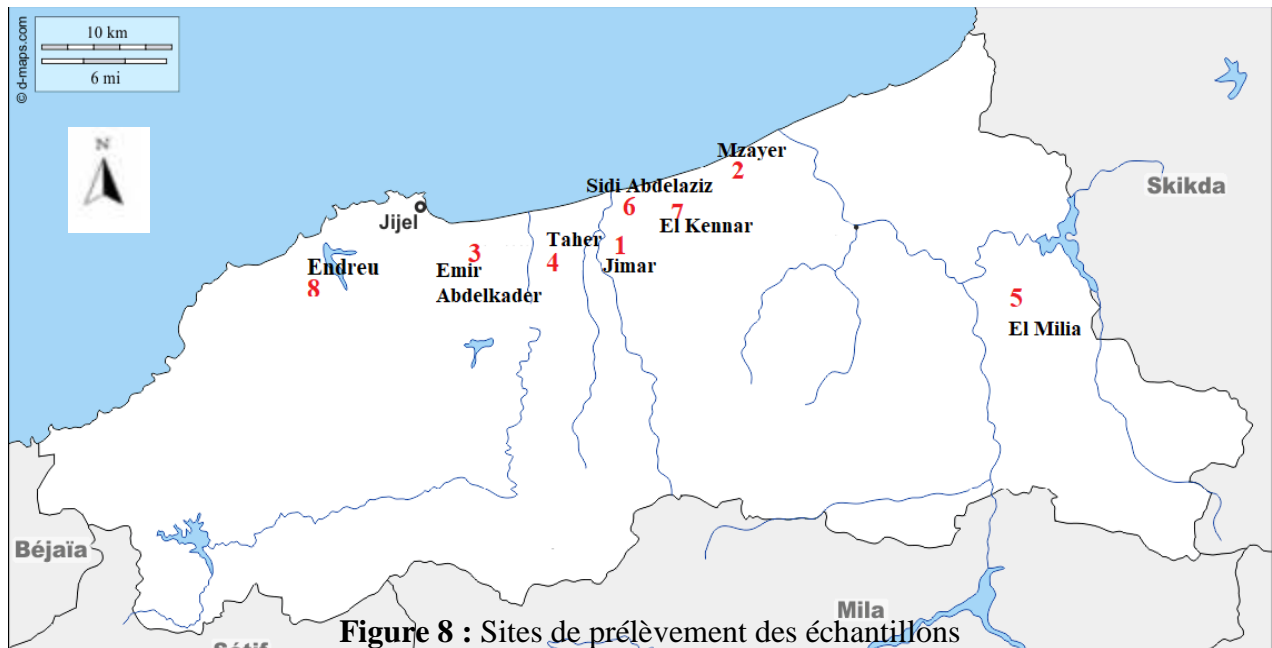 © d-maps.com
10 km
6 mi
N
Mzayer
2
Sidi Abdelaziz
6
7
El Kennar
Skikda
Jijel
Taher
4
1
Jimar
3
Emir
Abdelkader
Endreu
8
5
El Milia
Béjaïa
Mila
Sétif
Figure 8 : Sites de prélèvement des échantillons